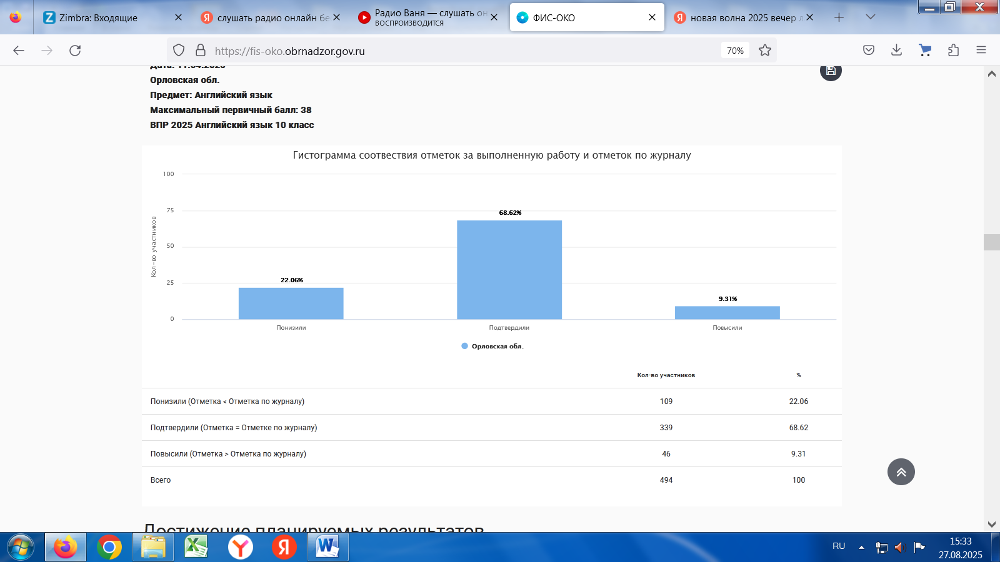 Zimbra: Входящие
слушать радио онлайн бе
Радио Ваня — слушать он
ВОСПРОИЗВОДИТСЯ
ФИС-ОКО
новая волна 2025 вечер л
https://fis-oko.obrnadzor.gov.ru
70%
Дата: 11.04.2025
Орловская обл.
Предмет: Английский язык
Максимальный первичный балл: 38
ВПР 2025 Английский язык 10 класс
Гистограмма соотвествия отметок за выполненную работу и отметок по журналу
Кол-во участников
100
75
50
25
0
22.06%
68.62%
9.31%
Понизили
Подтвердили
Повысили
Орловская обл.
Кол-во участников %
Понизили (Отметка < Отметка по журналу) 109 22.06
Подтвердили (Отметка = Отметке по журналу) 339 68.62
Повысили (Отметка > Отметка по журналу) 46 9.31
Всего 494 100
Достижение планируемых результатов
RU
15:33
27.08.2025